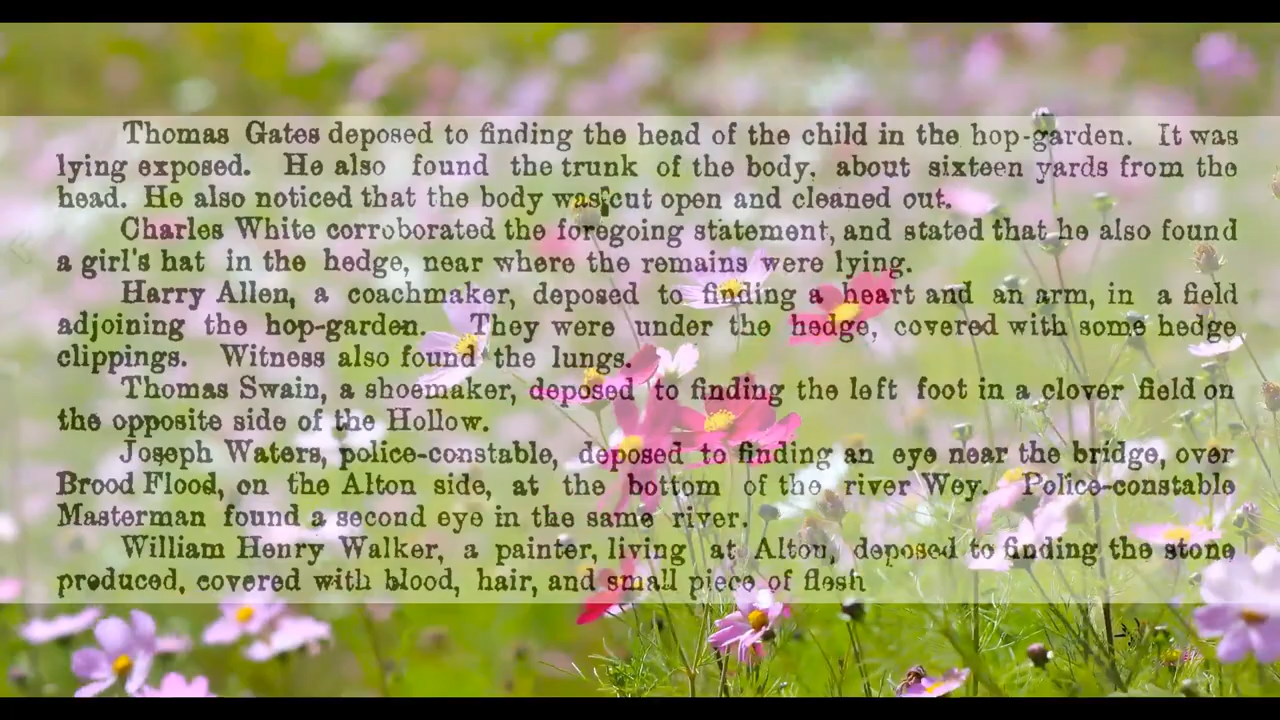 Thomas Gates deposed to finding the head of the child in the hop-garden. It was
lying exposed. He also found the trunk of the body, about sixteen yards from the
head. He also noticed that the body was cut open and cleaned out.
Charles White corroborated the foregoing statement, and stated that he also found
a girl's hat in the hedge, near where the remains were lying.
Harry Allen, a coachmaker, deposed to finding a heart and an arm, in a field
adjoining the hop-garden. They were under the hedge, covered with some hedge
clippings. Witness also found the lungs.
Thomas Swain, a shoemaker, deposed to finding the left foot in a clover field on
the opposite side of the Hollow.
Joseph Waters, police-constable, deposed to finding an eye near the bridge, over
Brood Flood, on the Alton side, at the bottom of the river Wey. Police-constable
Masterman found a second eye in the same river.
William Henry Walker, a painter, living at Alton, deposed to finding the stone
produced, covered with blood, hair, and small piece of flesh